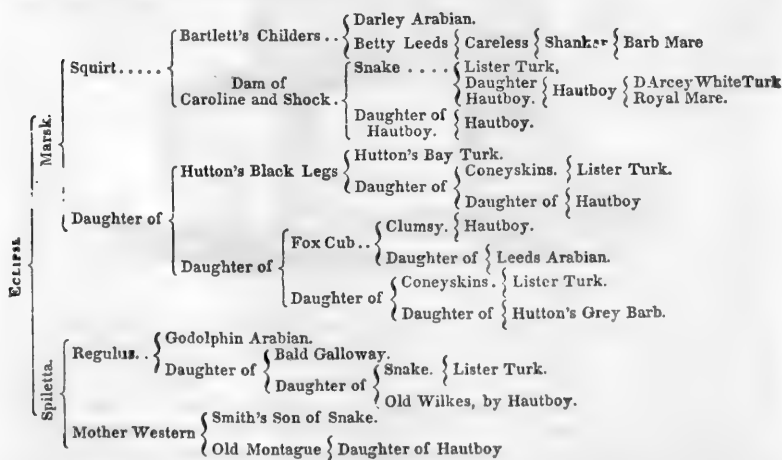 Darley Arabian.
Bartlett's Childers..
Betty Leeds { Careless { Shanker { Barb Mare
Squirt.....
Snake .... Lister Turk,
Dam of
Caroline and Shock.
Daughter
Hautboy. { Hautboy { DArcey White Turk
Royal Mare.
Daughter of
Hautboy. { Hautboy.
Marsk.
Hutton's Bay Turk.
Hutton's Black Legs
Daughter of { Coneyskins. { Lister Turk.
Daughter of { Hautboy
Daughter of
Fox Cub.. { Clumsy. { Hautboy.
Daughter of { Leeds Arabian.
Daughter of
Daughter of { Coneyskins. { Lister Turk.
Daughter of { Hutton's Grey Barb.
ECLIPSE
Godolphin Arabian.
Regulus..
Daughter of { Bald Galloway.
Daughter of { Snake. { Lister Turk.
Old Wilkes, by Hautboy.
Spiletta.
Smith's Son of Snake.
Mother Western
Old Montague { Daughter of Hautboy